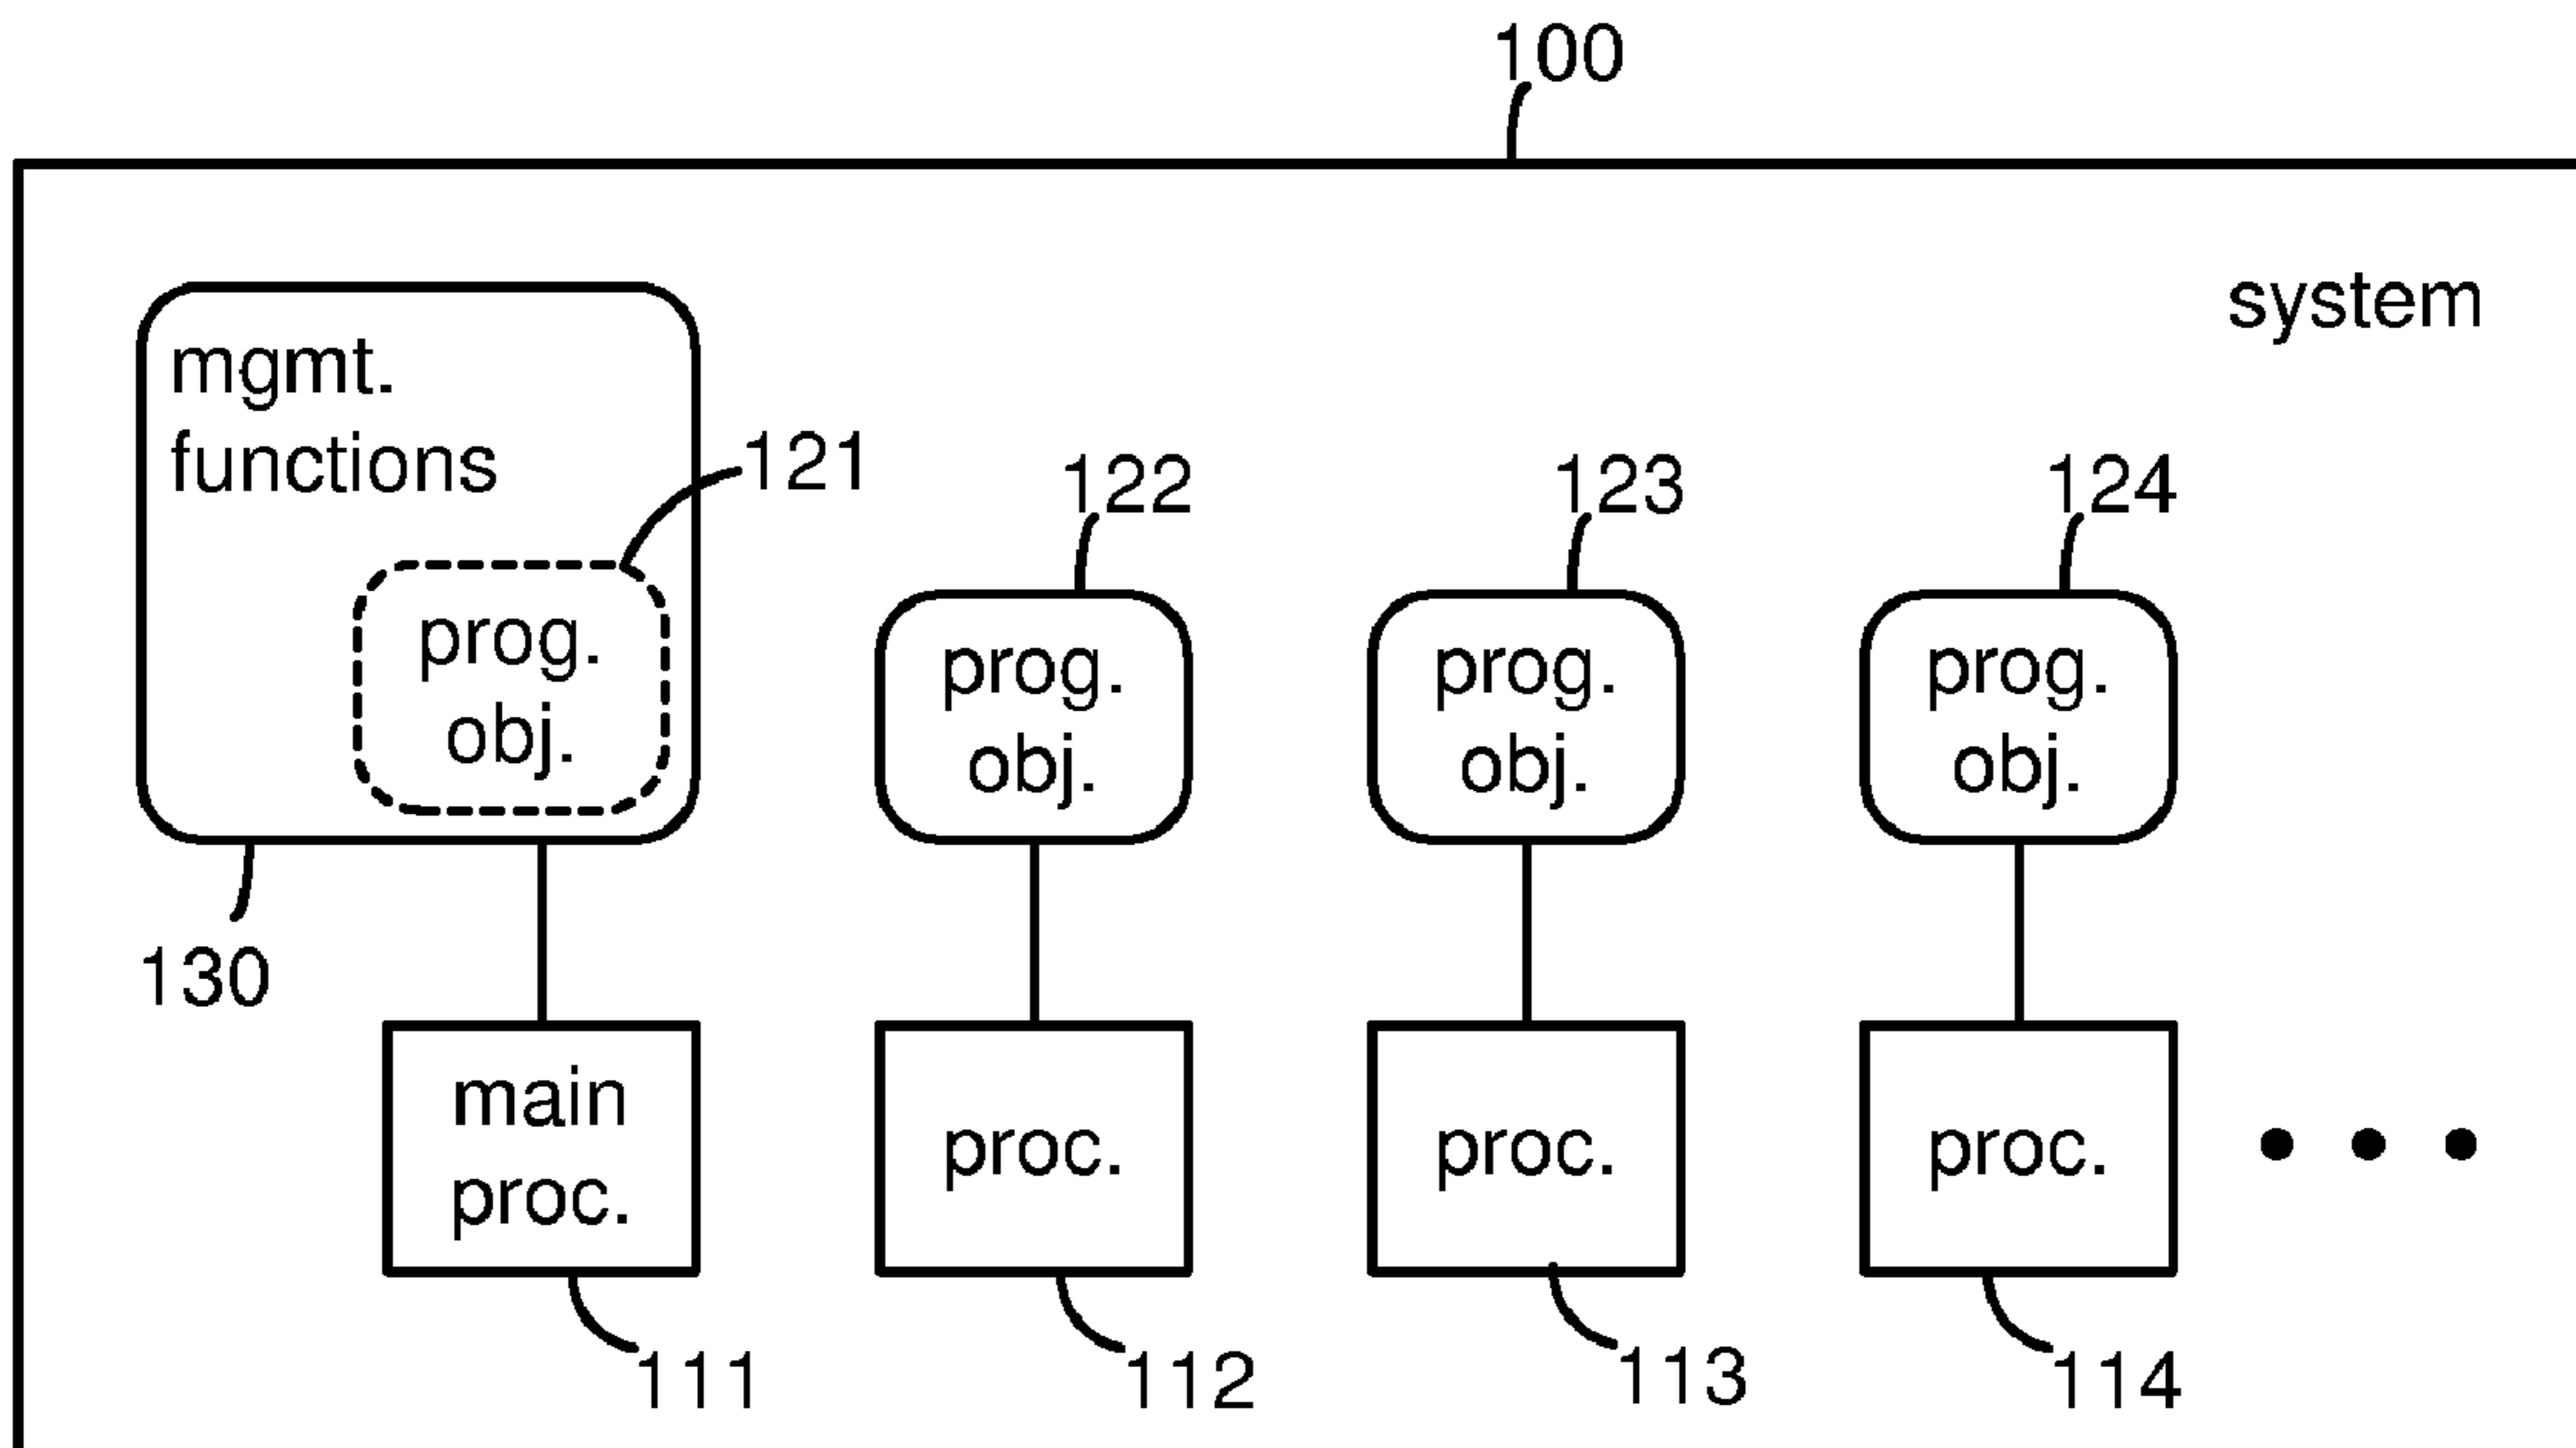 100
system
mgmt.
functions
121
122
123
124
prog.
obj.
prog.
obj.
prog.
obj.
prog.
obj.
130
main
proc.
proc.
proc.
proc.
111
112
113
114